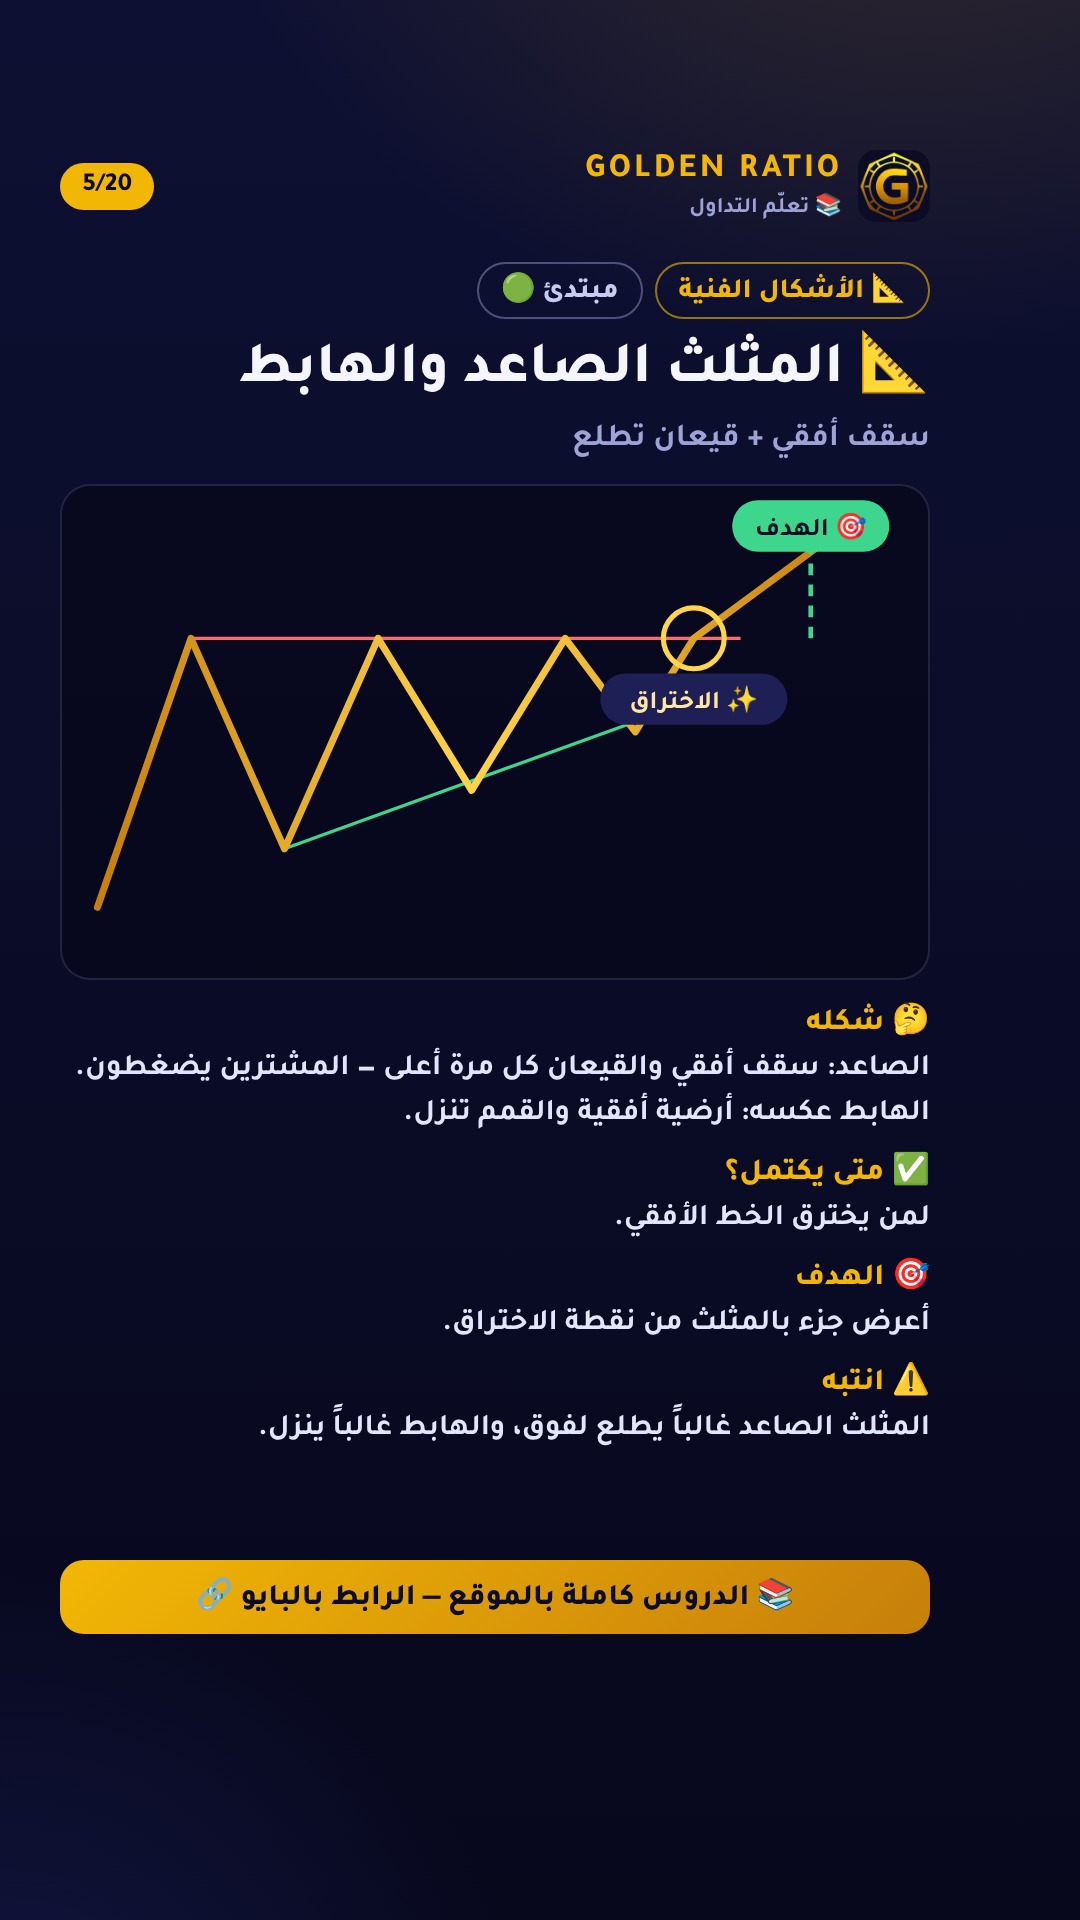 GOLDEN RATIO
📚 تعلّم التداول
5/20
📐 الأشكال الفنية
مبتدئ 🟢
📐 المثلث الصاعد والهابط
سقف أفقي + قيعان تطلع
🎯 الهدف
✨ الاختراق
🤔 شكله
الصاعد: سقف أفقي والقيعان كل مرة أعلى – المشترين يضغطون.
الهابط عكسه: أرضية أفقية والقمم تنزل.
✅ متى يكتمل؟
لمن يخترق الخط الأفقي.
🎯 الهدف
أعرض جزء بالمثلث من نقطة الاختراق.
⚠️ انتبه
المثلث الصاعد غالباً يطلع لفوق، والهابط غالباً ينزل.
📚 الدروس كاملة بالموقع – الرابط بالبايو 🔗